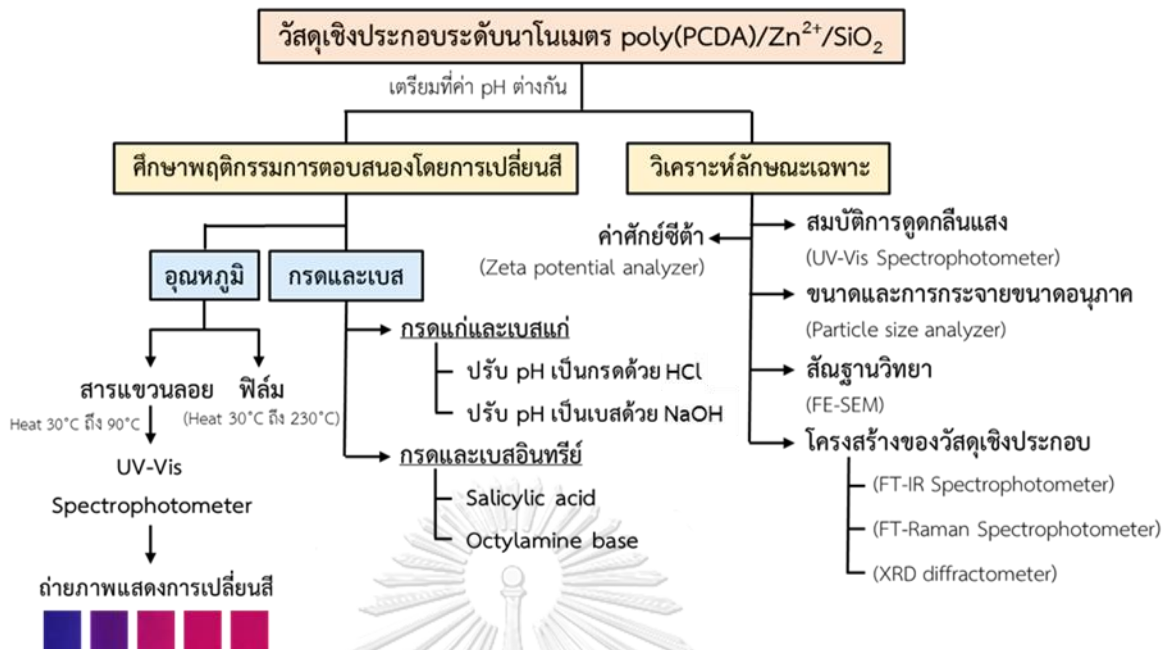 วัสดุเชิงประกอบระดับนาโนเมตร poly(PCDA)/Zn²⁺/SiO₂
เตรียมที่ค่า pH ต่างกัน
ศึกษาพฤติกรรมการตอบสนองโดยการเปลี่ยนสี
อุณหภูมิ
กรดและเบส
สารแขวนลอย
Heat 30°C ถึง 90°C
ฟิล์ม
(Heat 30°C ถึง 230°C)
UV-Vis
Spectrophotometer
ถ่ายภาพแสดงการเปลี่ยนสี
กรดแก่และเบสแก่
ปรับ pH เป็นกรดด้วย HCl
ปรับ pH เป็นเบสด้วย NaOH
กรดและเบสอินทรีย์
Salicylic acid
Octylamine base
วิเคราะห์ลักษณะเฉพาะ
ค่าศักย์ซีต้า
(Zeta potential analyzer)
สมบัติการดูดกลืนแสง
(UV-Vis Spectrophotometer)
ขนาดและการกระจายขนาดอนุภาค
(Particle size analyzer)
สัณฐานวิทยา
(FE-SEM)
โครงสร้างของวัสดุเชิงประกอบ
(FT-IR Spectrophotometer)
(FT-Raman Spectrophotometer)
(XRD diffractometer)